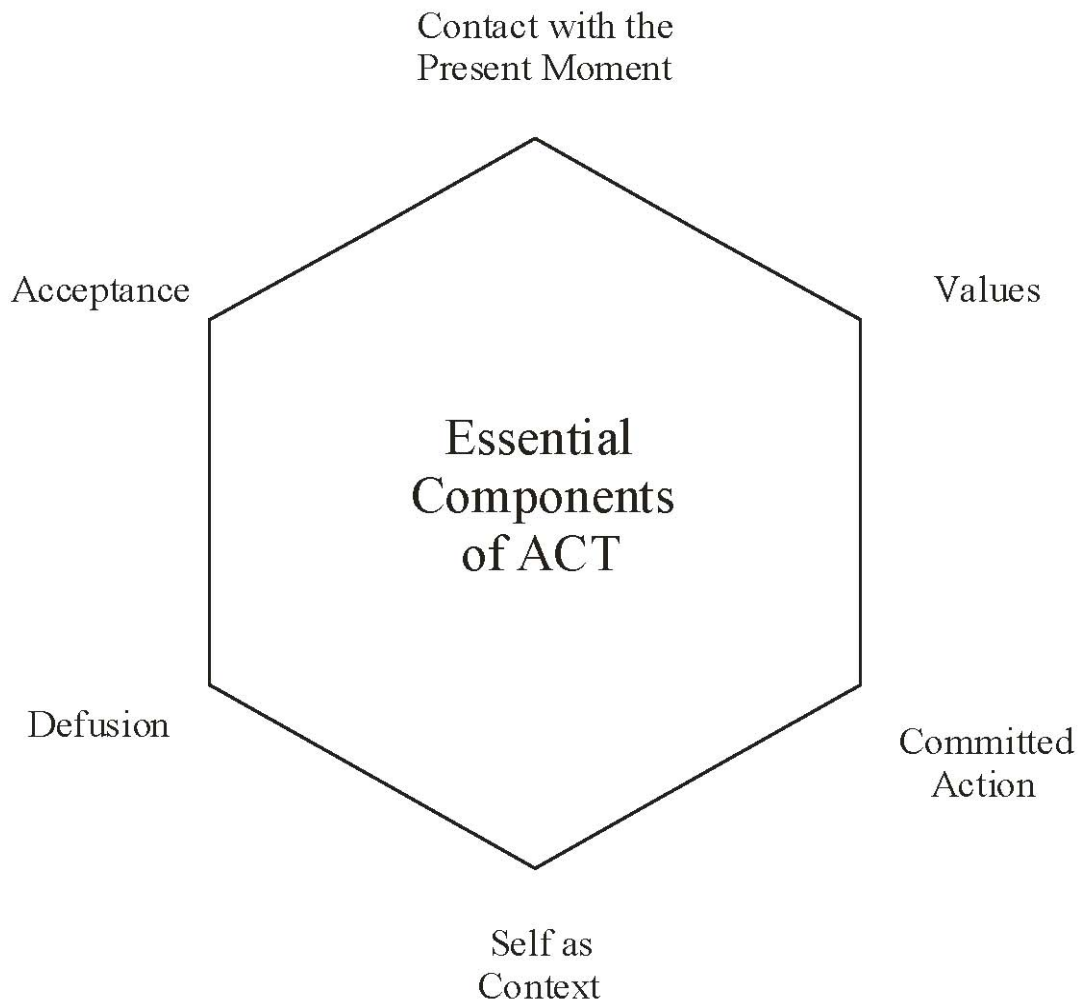 Contact with the
Present Moment
Acceptance
Values
Essential
Components
of ACT
Defusion
Committed
Action
Self as
Context